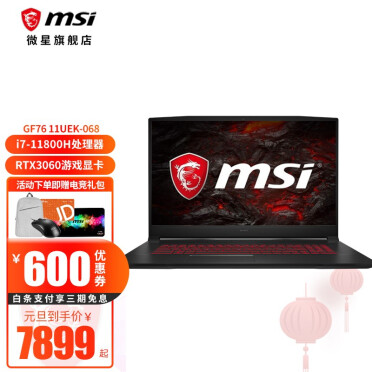 msi
微星旗舰店
GF76 11UEK-068
i7-11800H处理器
RTX3060游戏显卡
活动下单即赠电竞礼包
JD
msi
¥600优惠券
白条支付享三期免息
元旦到手价¥
7899起